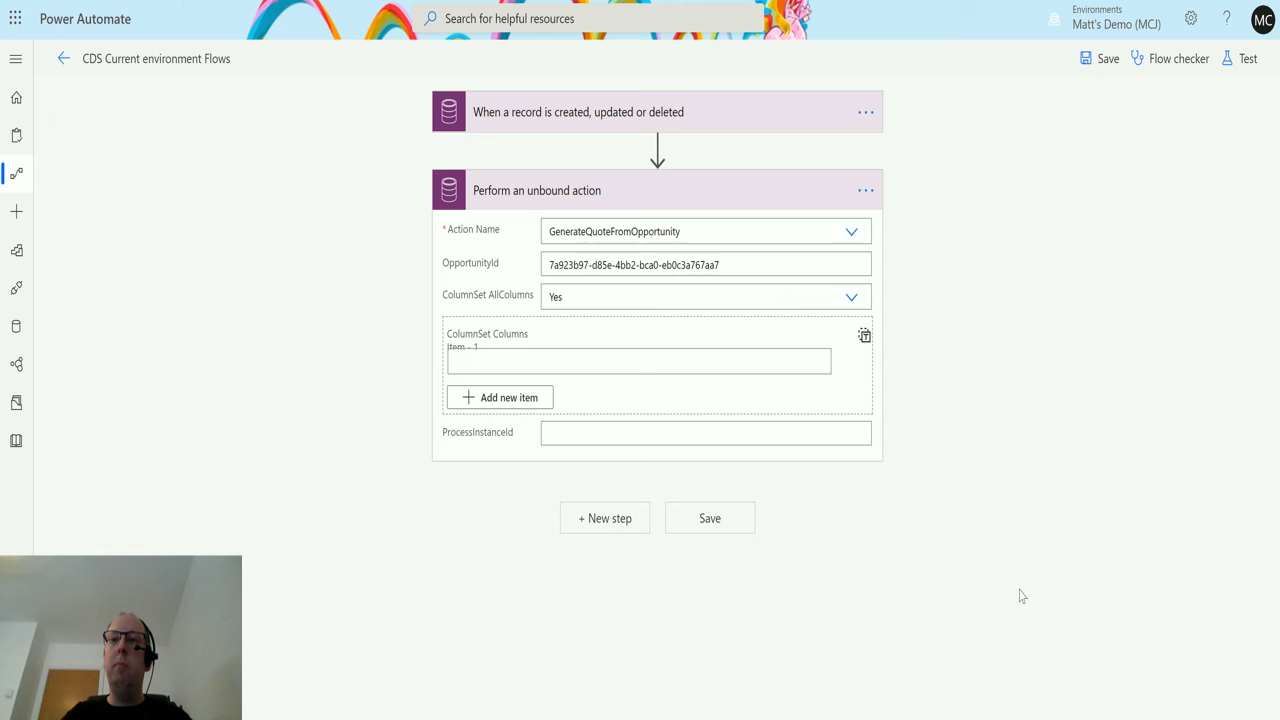 Power Automate
Search for helpful resources
Environments
Matt's Demo (MCJ)
MC
CDS Current environment Flows
Save
Flow checker
Test
When a record is created, updated or deleted
Perform an unbound action
* Action Name
GenerateQuoteFromOpportunity
OpportunityId
7a923b97-d85e-4bb2-bca0-eb0c3a767aa7
ColumnSet AllColumns
Yes
ColumnSet Columns
Item - 1
Add new item
ProcessInstanceId
+ New step
Save